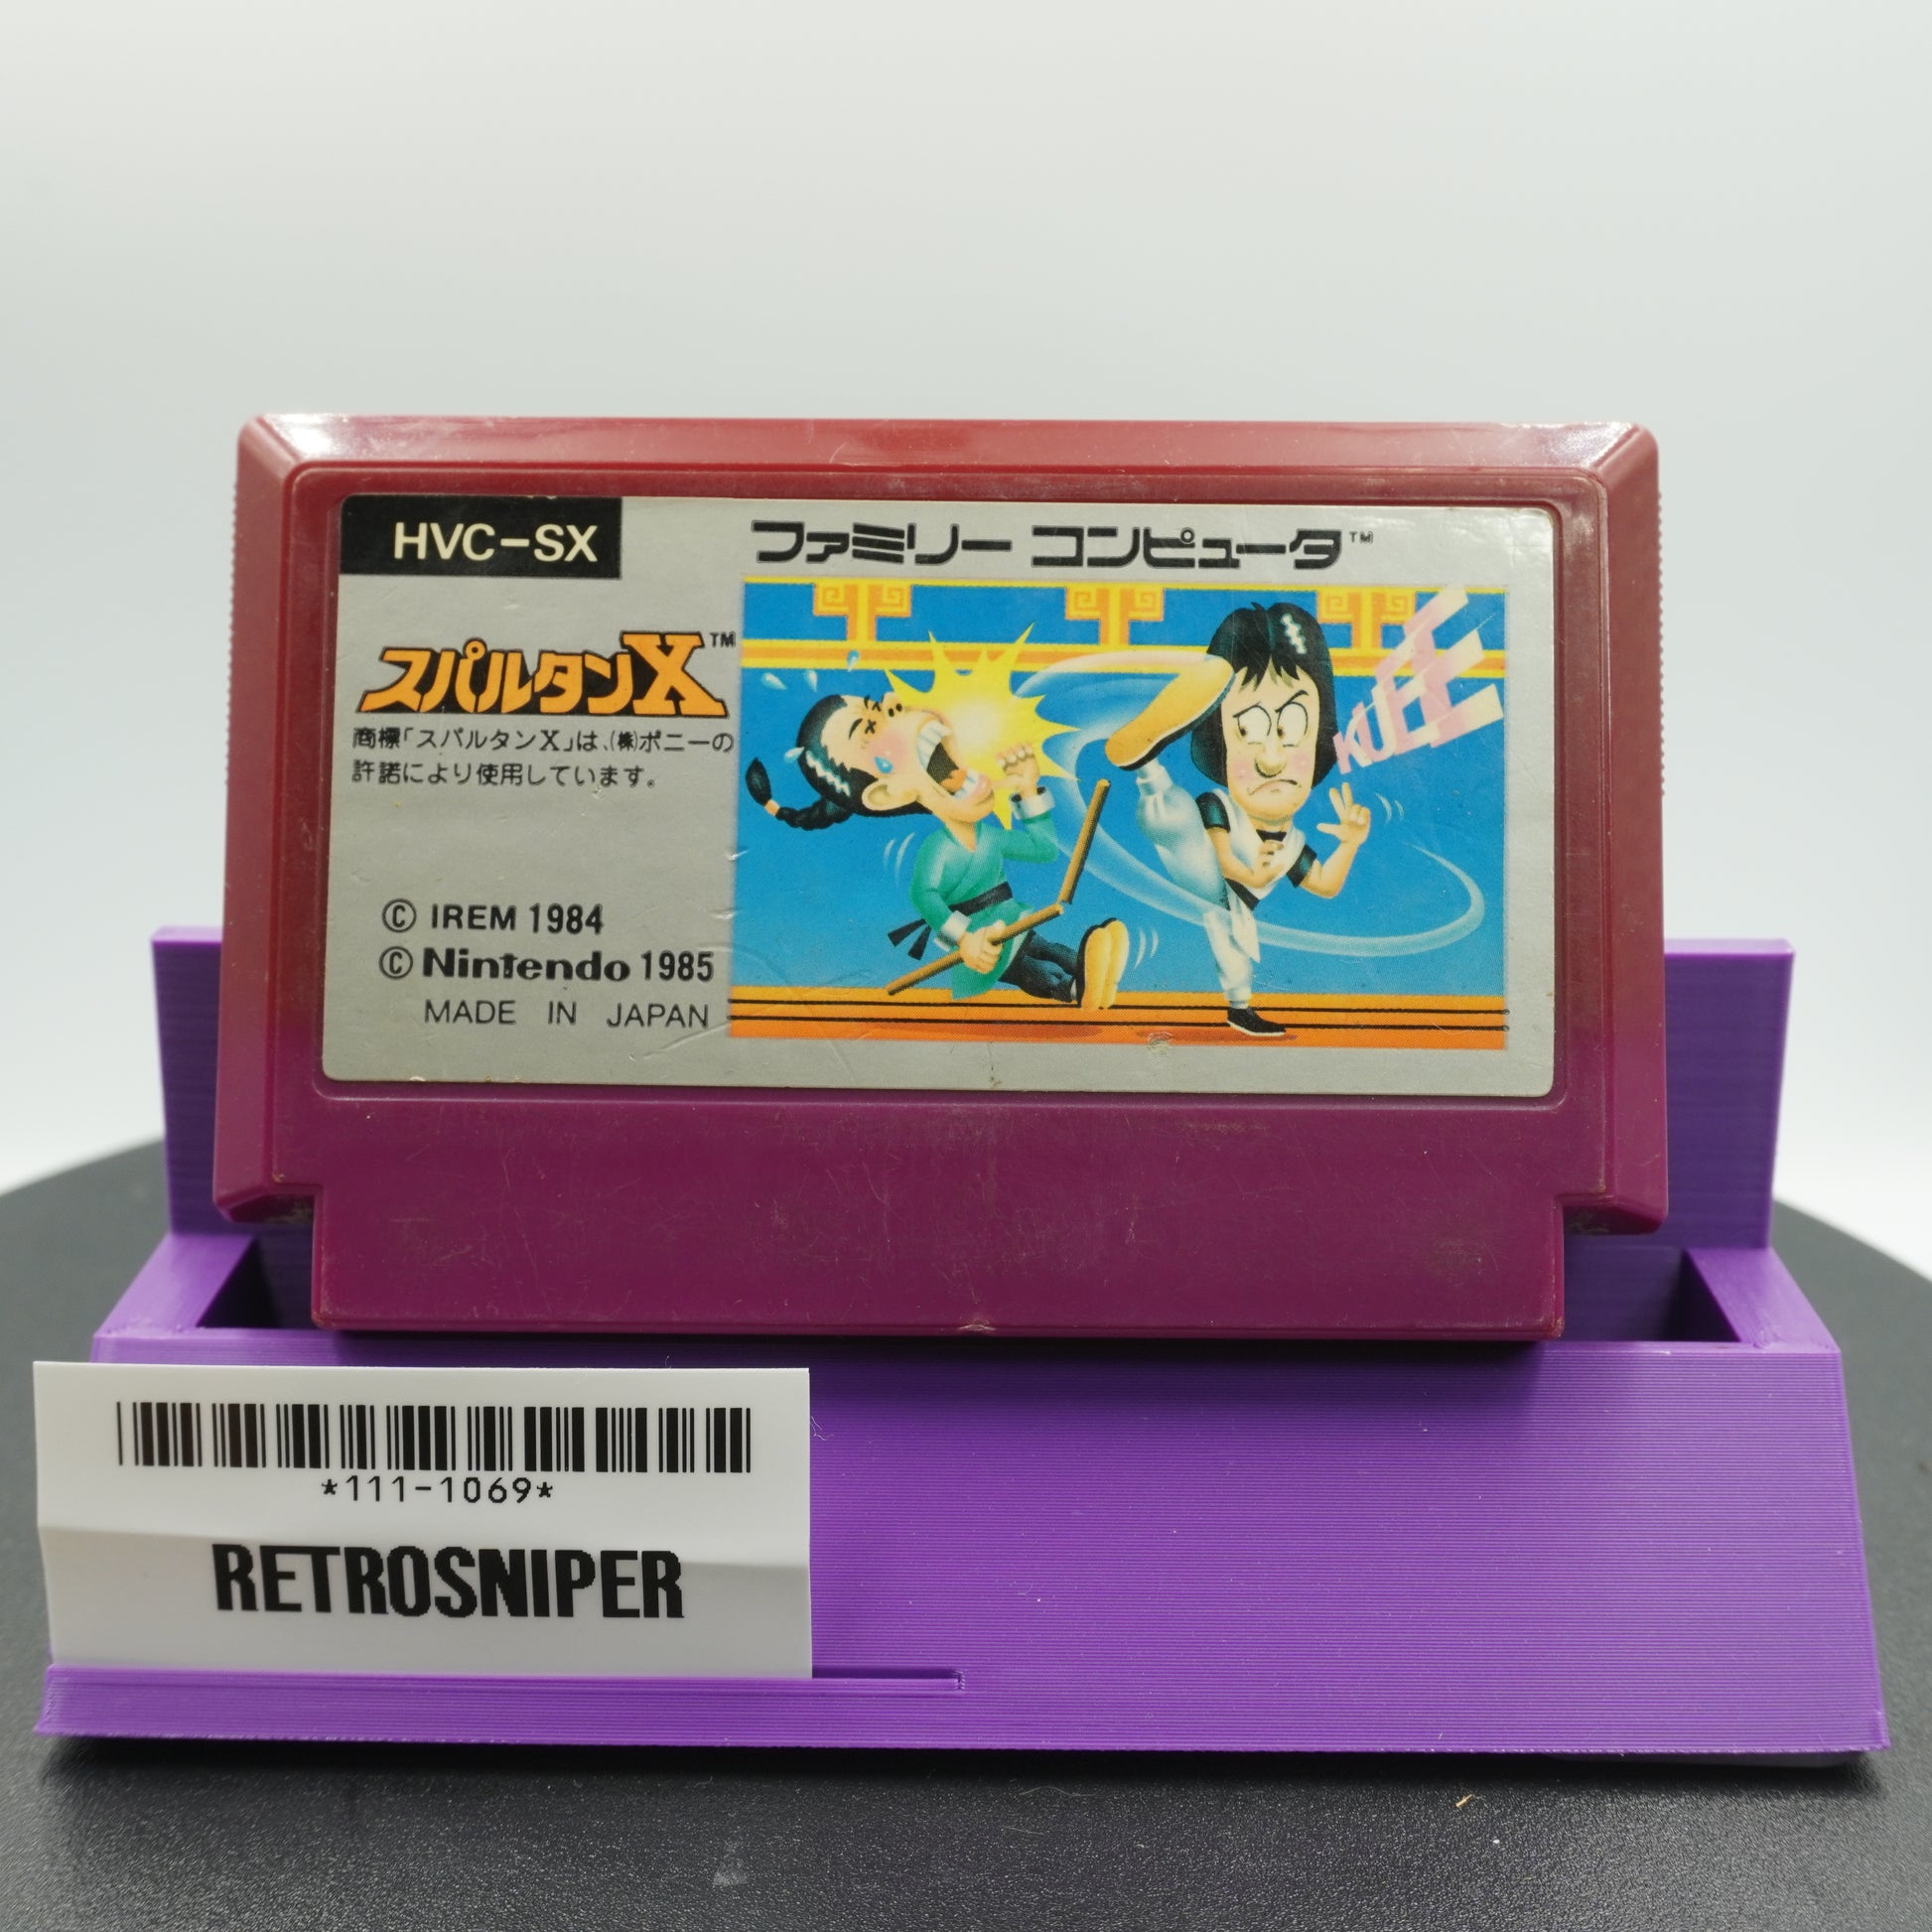 HVC-SX
ファミリー コンピュータ™
スパルタンX™
商標「スパルタンX」は、(株)ポニーの
許諾により使用しています。
KUEEE
© IREM 1984
© Nintendo 1985
MADE IN JAPAN
*111-1069*
RETROSNIPER